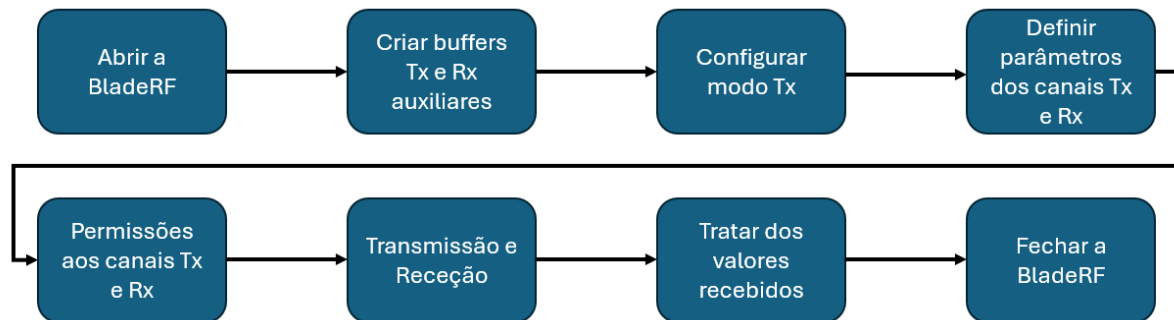 Abrir a
BladeRF
Criar buffers
Tx e Rx
auxiliares
Configurar
modo Tx
Definir
parâmetros
dos canais Tx
e Rx
Permissões
aos canais Tx
e Rx
Transmissão e
Receção
Tratar dos
valores
recebidos
Fechar a
BladeRF